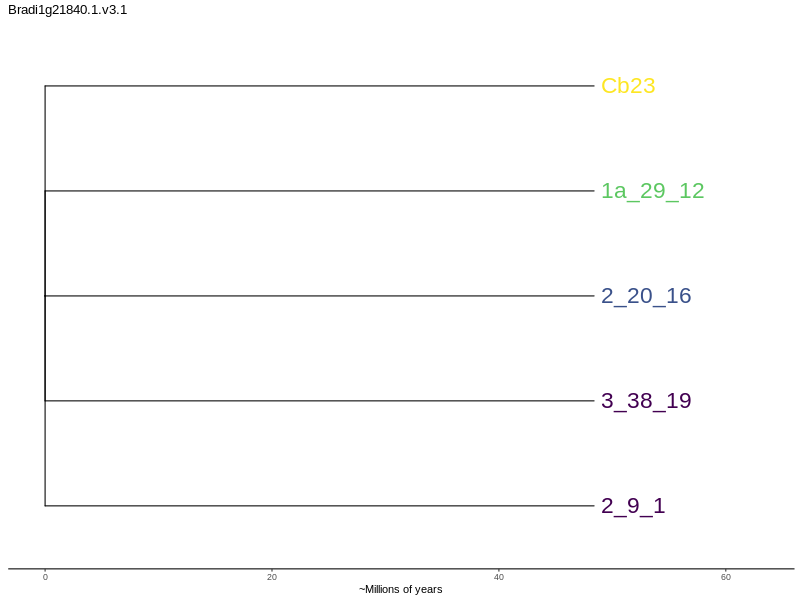 Bradi1g21840.1.v3.1
Cb23
1a_29_12
2_20_16
3_38_19
2_9_1
0 20 40 60
~Millions of years